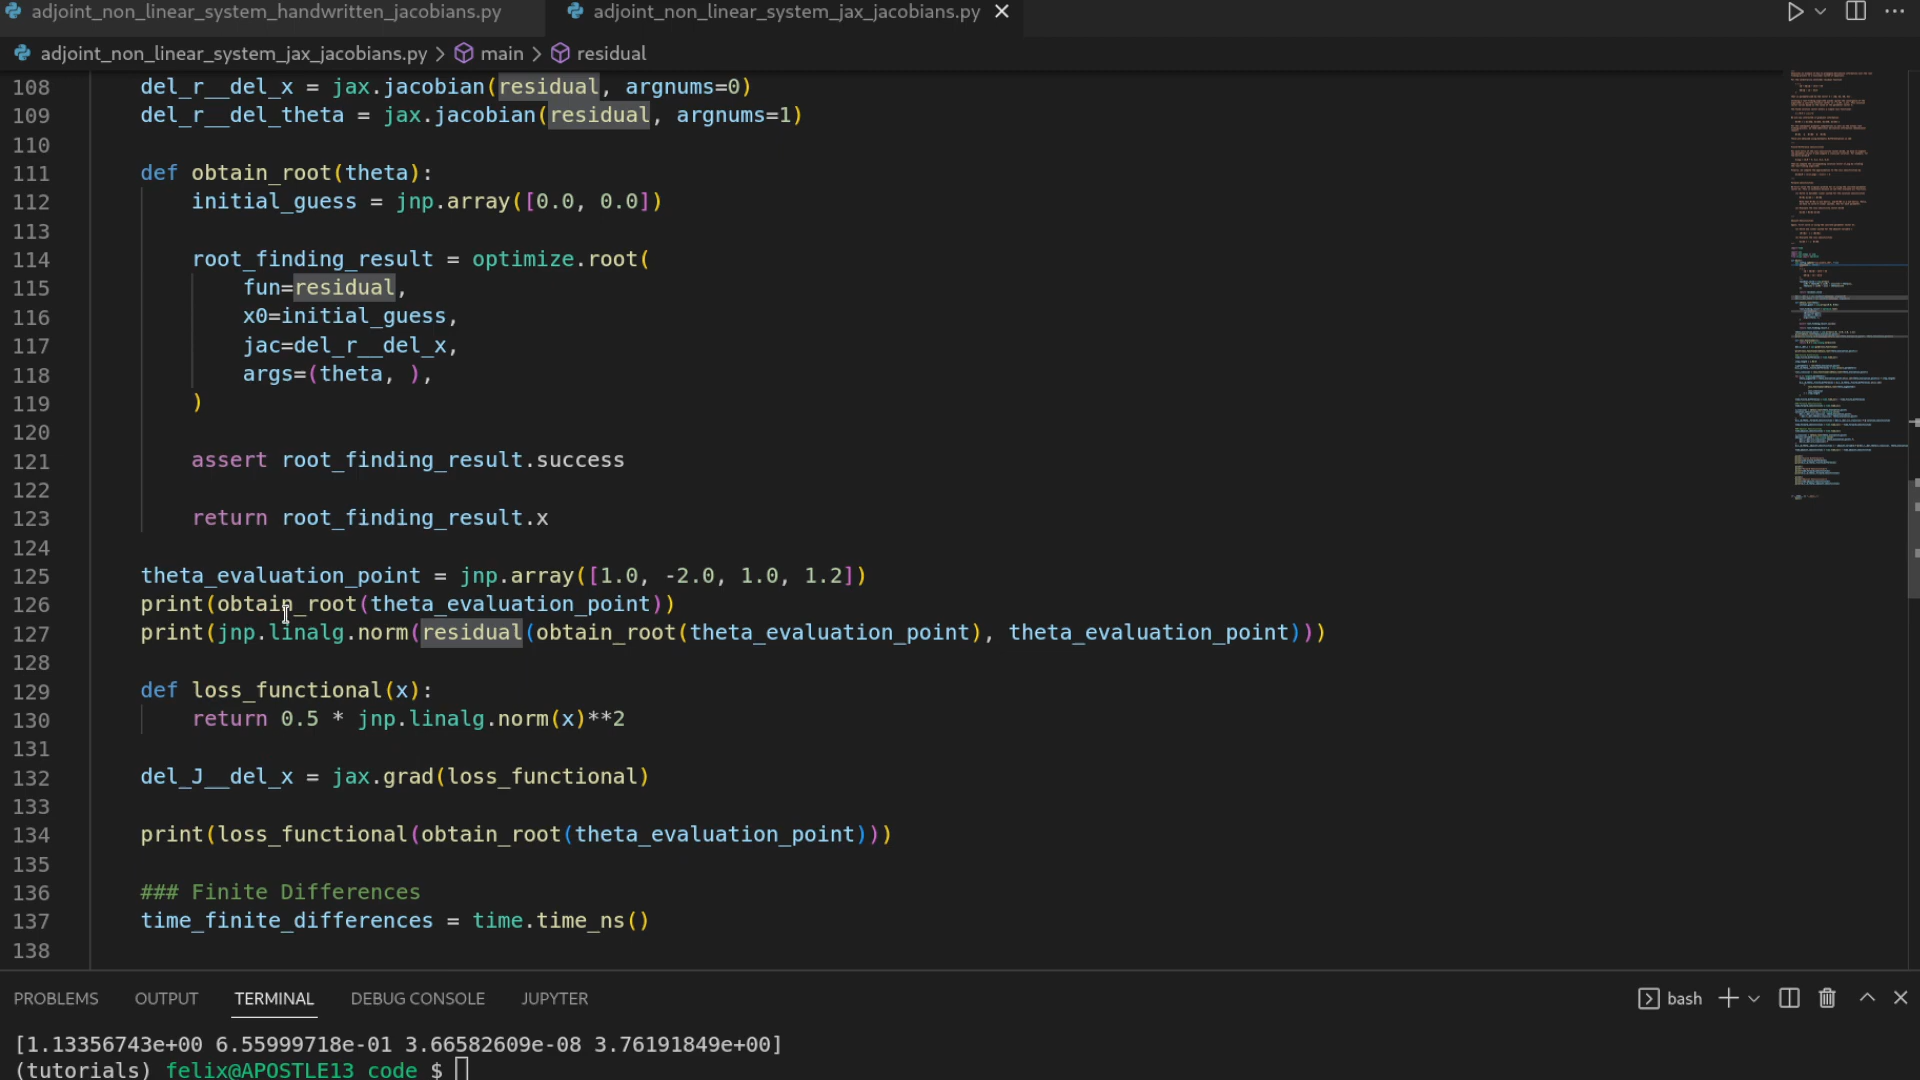 adjoint_non_linear_system_handwritten_jacobians.py
adjoint_non_linear_system_jax_jacobians.py
adjoint_non_linear_system_jax_jacobians.py > main > residual
108 del_r__del_x = jax.jacobian(residual, argnums=0)
109 del_r__del_theta = jax.jacobian(residual, argnums=1)
110
111 def obtain_root(theta):
112 initial_guess = jnp.array([0.0, 0.0])
113
114 root_finding_result = optimize.root(
115 fun=residual,
116 x0=initial_guess,
117 jac=del_r__del_x,
118 args=(theta, ),
119 )
120
121 assert root_finding_result.success
122
123 return root_finding_result.x
124
125 theta_evaluation_point = jnp.array([1.0, -2.0, 1.0, 1.2])
126 print(obtain_root(theta_evaluation_point))
127 print(jnp.linalg.norm(residual(obtain_root(theta_evaluation_point), theta_evaluation_point)))
128
129 def loss_functional(x):
130 return 0.5 * jnp.linalg.norm(x)**2
131
132 del_J__del_x = jax.grad(loss_functional)
133
134 print(loss_functional(obtain_root(theta_evaluation_point)))
135
136 ### Finite Differences
137 time_finite_differences = time.time_ns()
138
PROBLEMS OUTPUT TERMINAL DEBUG CONSOLE JUPYTER bash
[1.13356743e+00 6.55999718e-01 3.66582609e-08 3.76191849e+00]
(tutorials) felix@APOSTLE13 code $